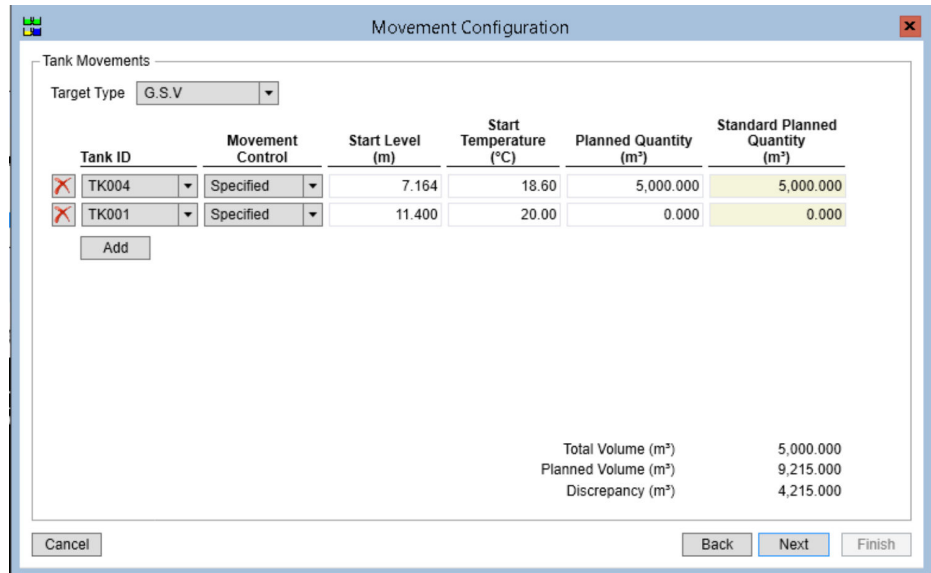 Movement Configuration
Tank Movements
Target Type G.S.V
Tank ID Movement Control Start Level (m) Start Temperature (°C) Planned Quantity (m³) Standard Planned Quantity (m³)
TK004 Specified 7.164 18.60 5,000.000 5,000.000
TK001 Specified 11.400 20.00 0.000 0.000
Add
Total Volume (m³) 5,000.000
Planned Volume (m³) 9,215.000
Discrepancy (m³) 4,215.000
Cancel Back Next Finish